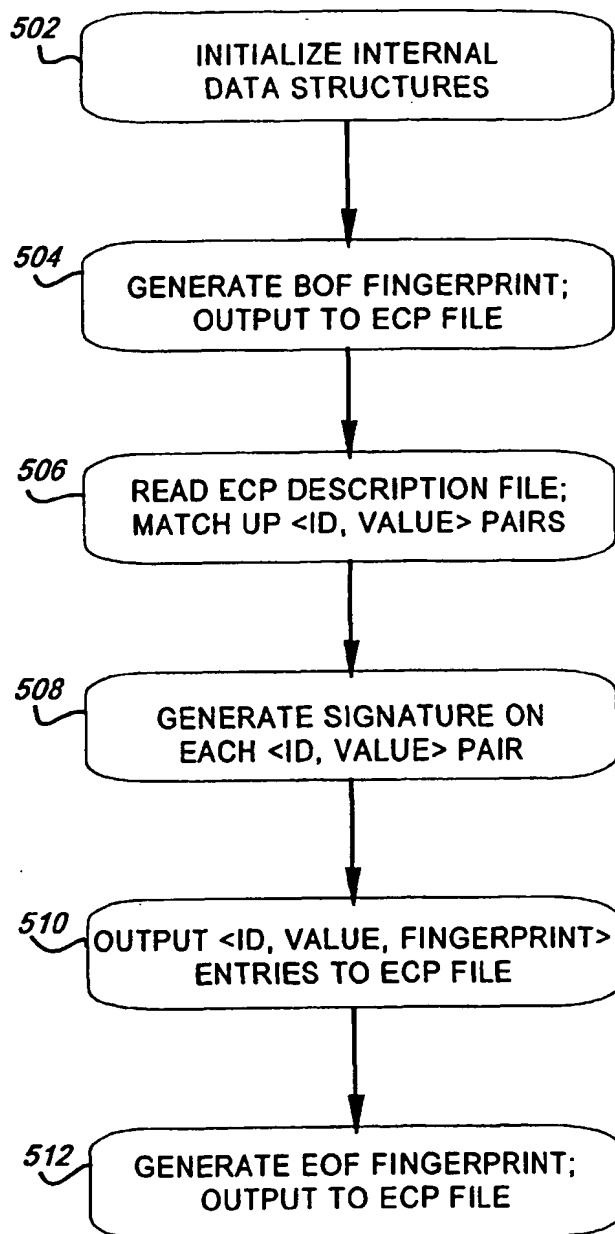 502
INITIALIZE INTERNAL
DATA STRUCTURES
504
GENERATE BOF FINGERPRINT;
OUTPUT TO ECP FILE
506
READ ECP DESCRIPTION FILE;
MATCH UP <ID, VALUE> PAIRS
508
GENERATE SIGNATURE ON
EACH <ID, VALUE> PAIR
510
OUTPUT <ID, VALUE, FINGERPRINT>
ENTRIES TO ECP FILE
512
GENERATE EOF FINGERPRINT;
OUTPUT TO ECP FILE